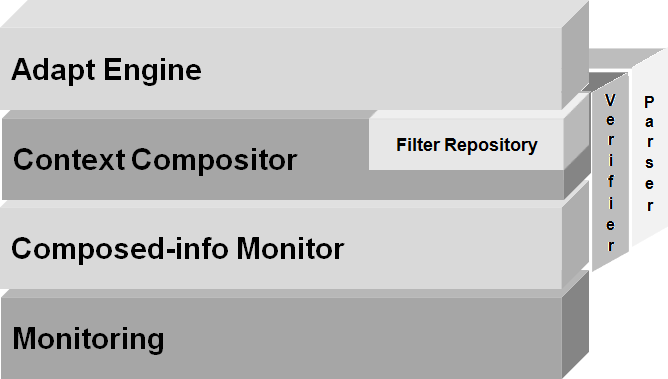 Adapt Engine
Context Compositor
Filter Repository
Composed-info Monitor
Monitoring
Verifier
Parser